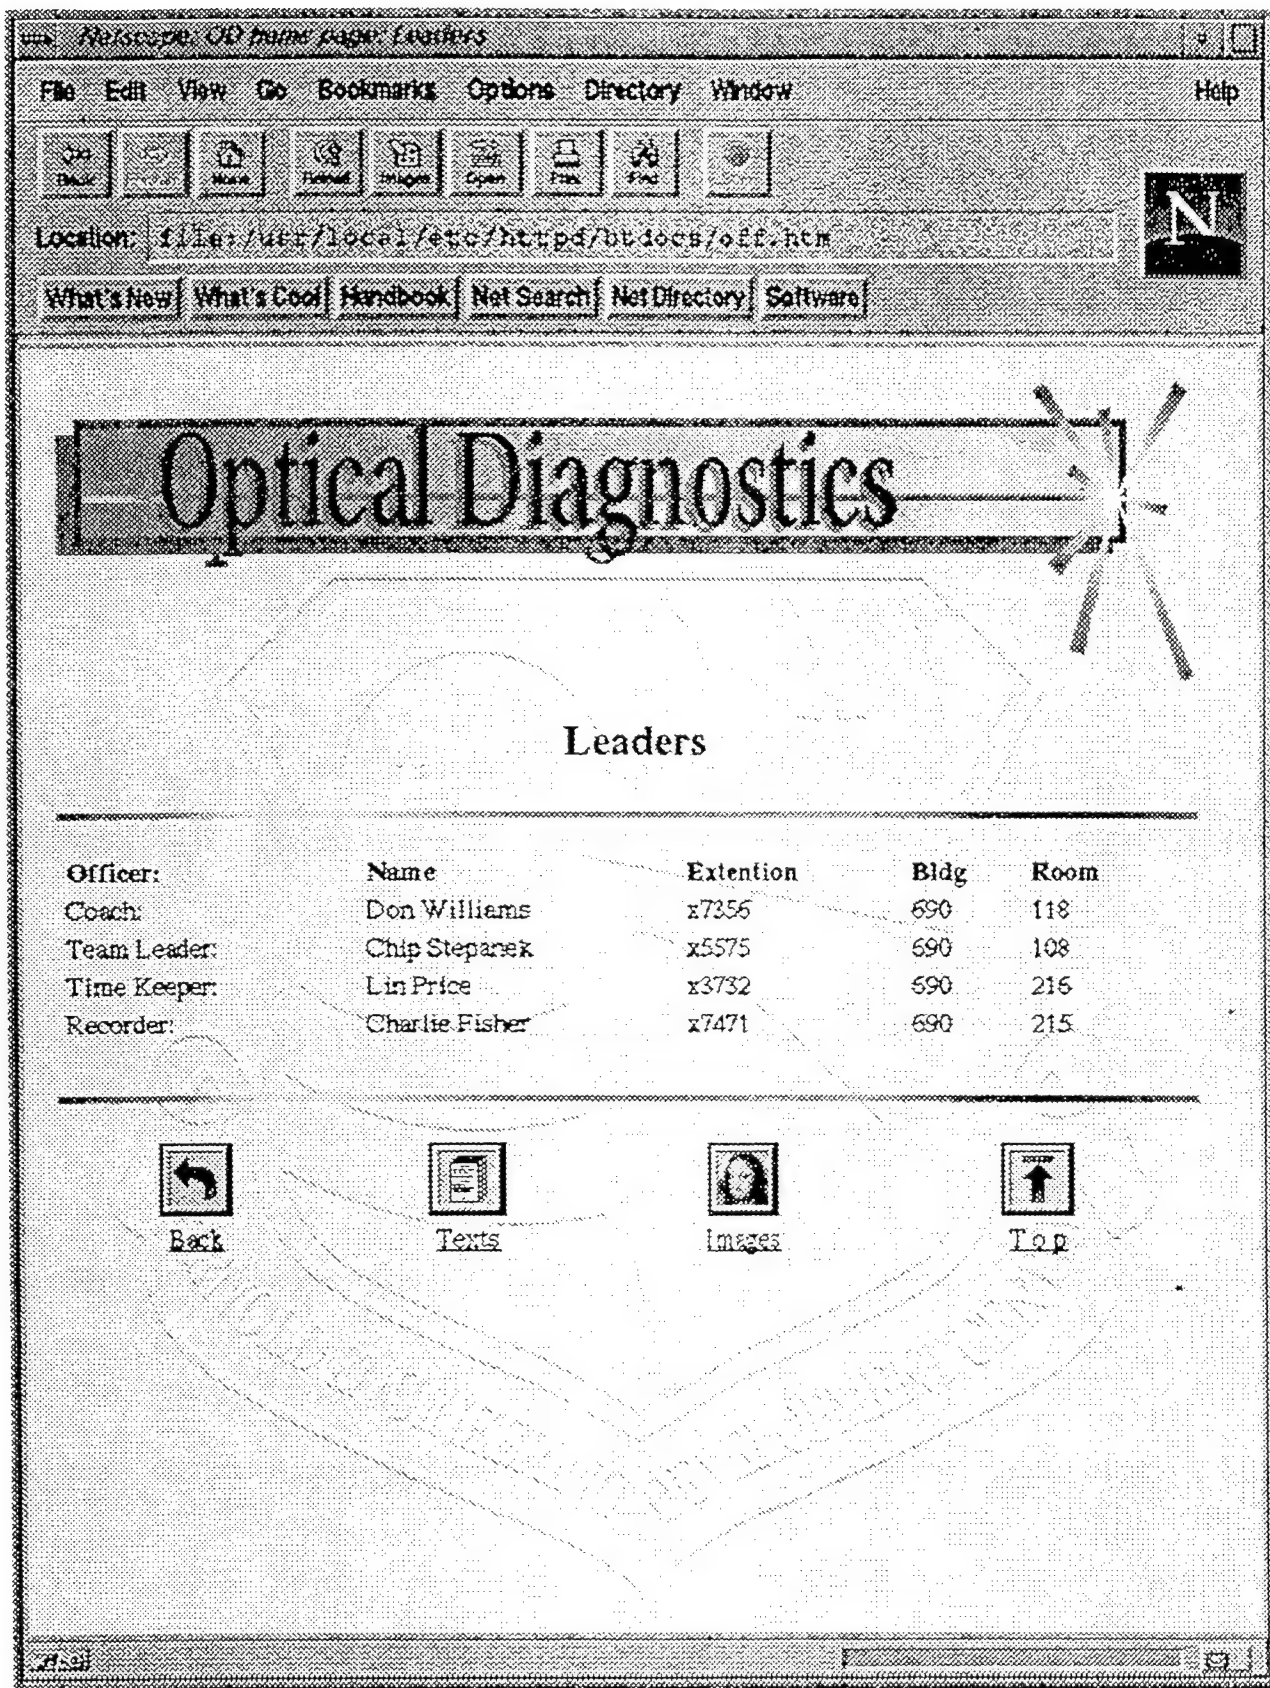 Netscape: OD home page: Leaders
File Edit View Go Bookmarks Options Directory Window Help
Back Home Reload Images Open Print Find
Location: file:/usr/local/etc/httpd/btdocs/off.htm
N
What's New What's Cool Handbook Net Search Net Directory Software
Optical Diagnostics
Leaders
Officer: Name Extention Bldg Room
Coach: Don Williams x7356 690 118
Team Leader: Chip Stepanek x5575 690 108
Time Keeper: Lin Price x3732 690 216
Recorder: Charlie Fisher x7471 690 215
Back Texts Images Top